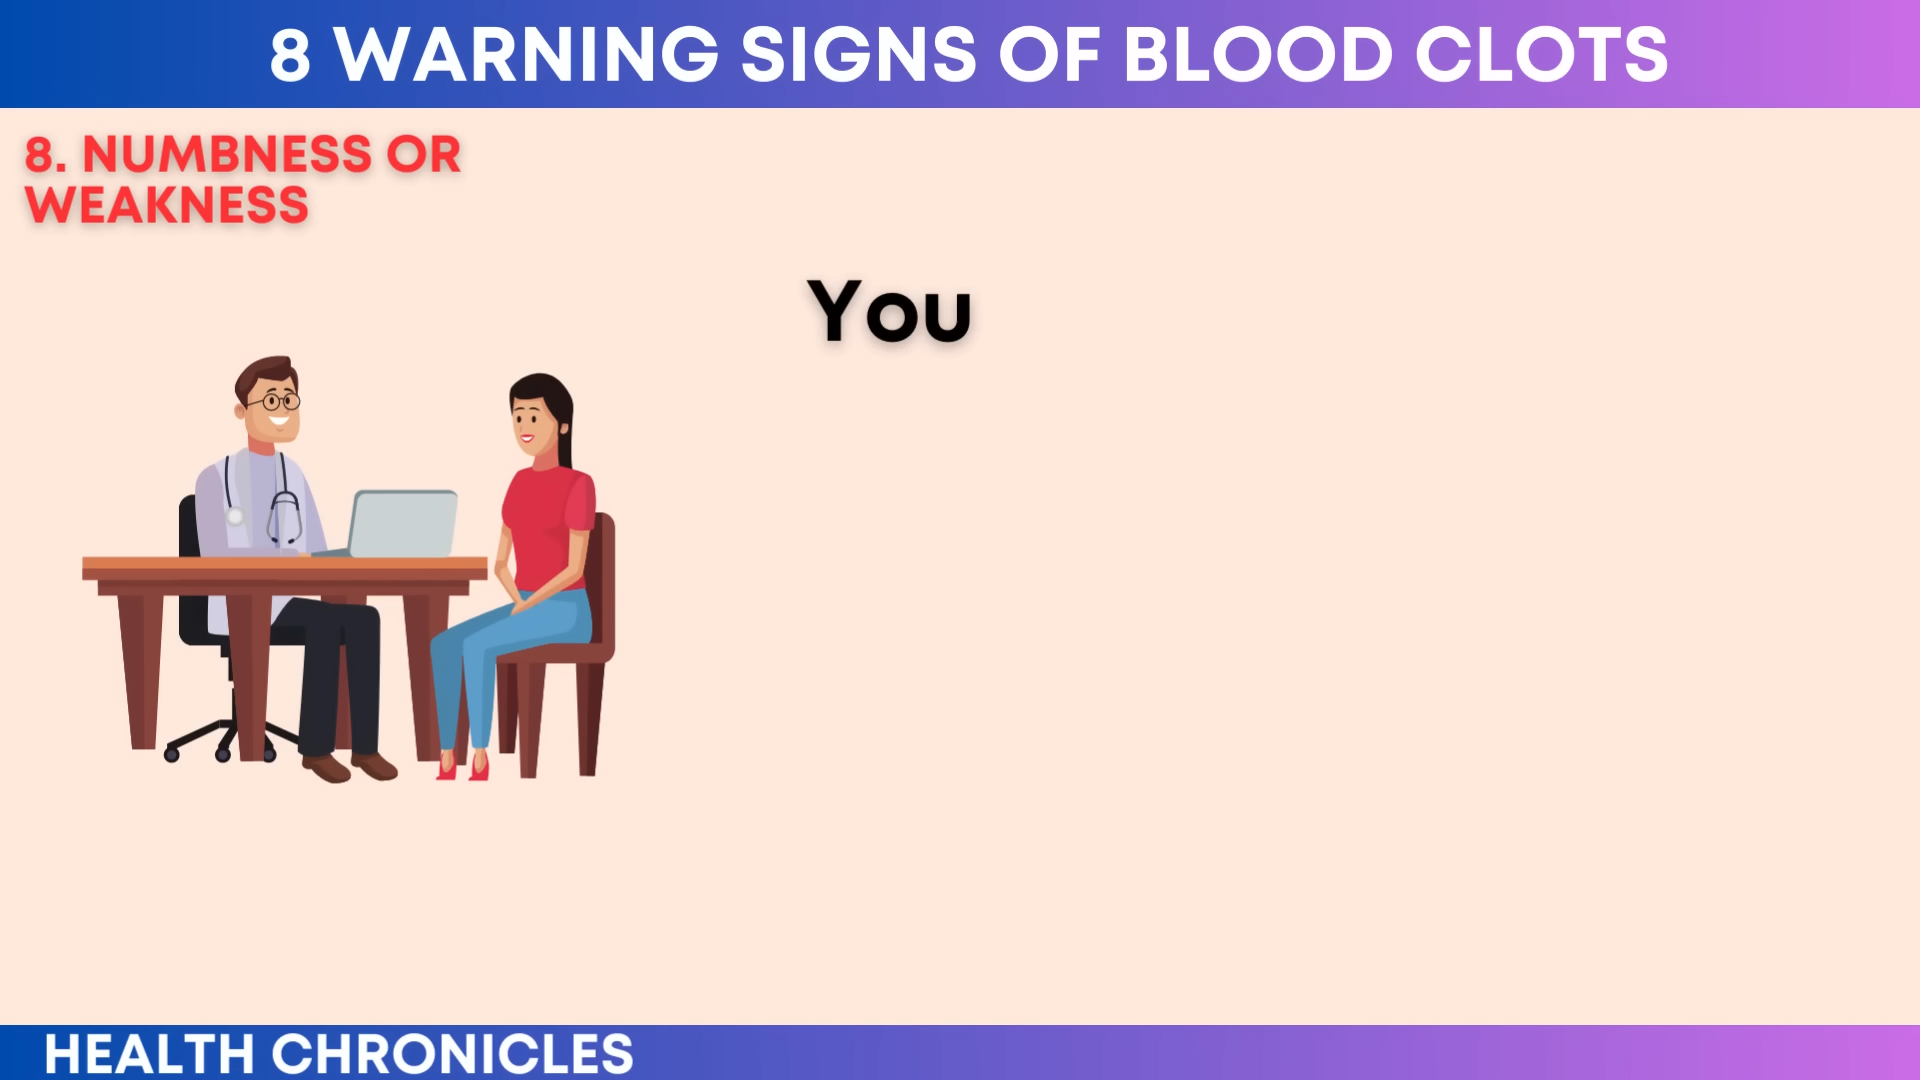 8 WARNING SIGNS OF BLOOD CLOTS
8. NUMBNESS OR
WEAKNESS
You
HEALTH CHRONICLES